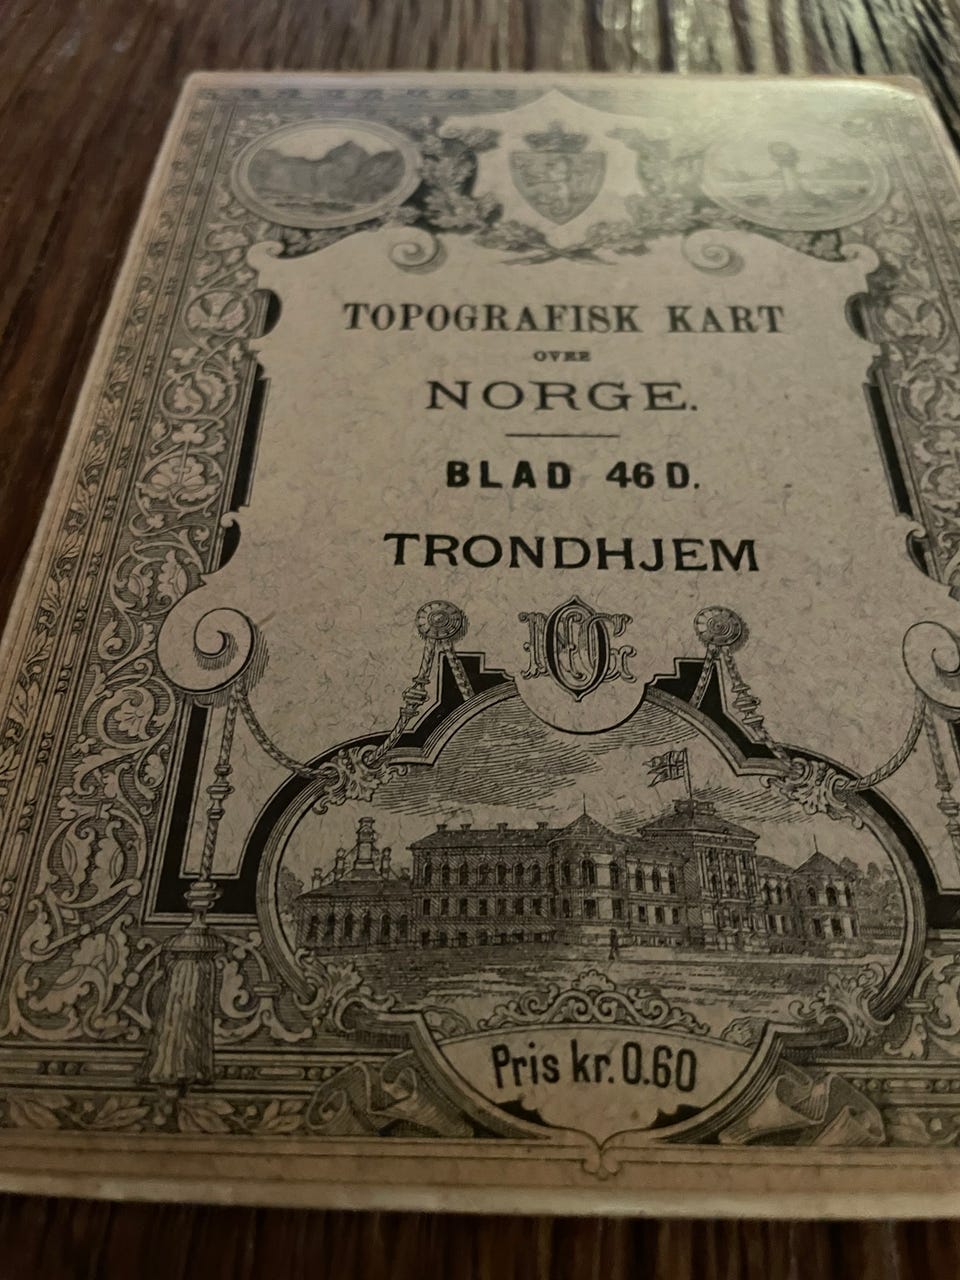 TOPOGRAFISK KART
OVER
NORGE.
BLAD 46 D.
TRONDHJEM
Pris kr. 0.60